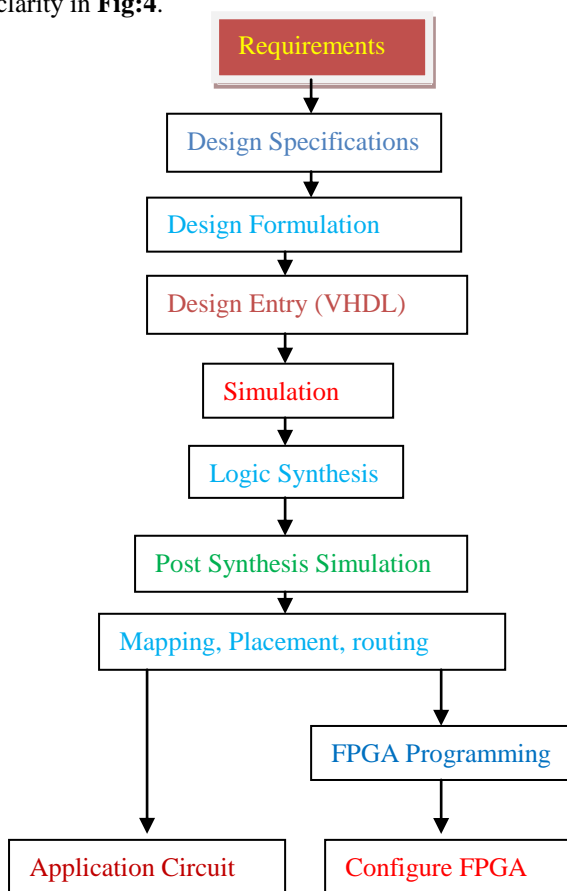 clarity in Fig:4.
Requirements
Design Specifications
Design Formulation
Design Entry (VHDL)
Simulation
Logic Synthesis
Post Synthesis Simulation
Mapping, Placement, routing
FPGA Programming
Application Circuit
Configure FPGA